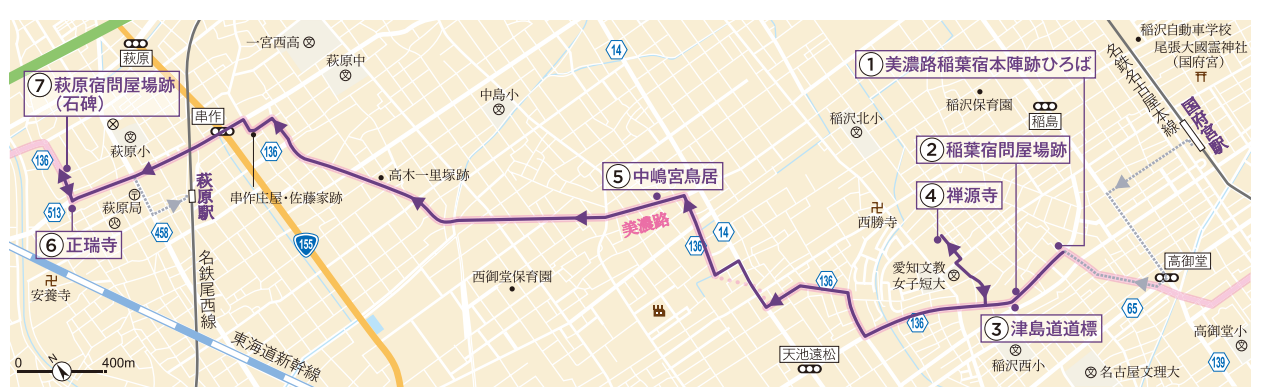 一宮西高
萩原
萩原中
14
⑦萩原宿問屋場跡
(石碑)
串作
中島小
136
萩原小
136
高木一里塚跡
串作庄屋・佐藤家跡
513
萩原局
萩原駅
458
⑥正瑞寺
155
安養寺
名鉄尾西線
東海道新幹線
0
N
400m
①美濃路稲葉宿本陣跡ひろば
稲沢自動車学校
尾張大國霊神社
(国府宮)
名鉄名古屋本線
国府宮駅
稲沢保育園
稲島
稲沢北小
②稲葉宿問屋場跡
⑤中嶋宮鳥居
④禅源寺
美濃路
136
14
西勝寺
西御堂保育園
愛知文教
女子短大
136
高御堂
65
136
③津島道道標
天池遠松
稲沢西小
高御堂小
139
名古屋文理大